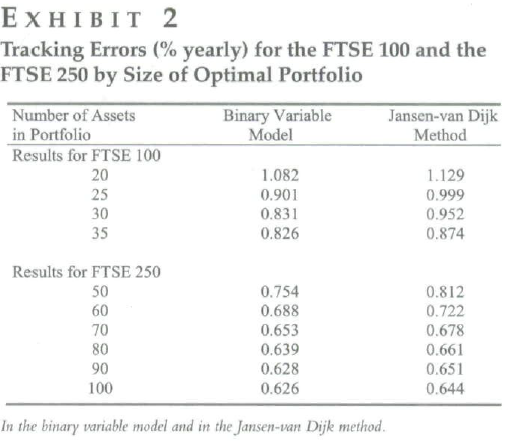 EXHIBIT 2
Tracking Errors (% yearly) for the FTSE 100 and the
FTSE 250 by Size of Optimal Portfolio
Number of Assets Binary Variable Jansen-van Dijk
in Portfolio Model Method
Results for FTSE 100
20 1.082 1.129
25 0.901 0.999
30 0.831 0.952
35 0.826 0.874
Results for FTSE 250
50 0.754 0.812
60 0.688 0.722
70 0.653 0.678
80 0.639 0.661
90 0.628 0.651
100 0.626 0.644
In the binary variable model and in the Jansen-van Dijk method.